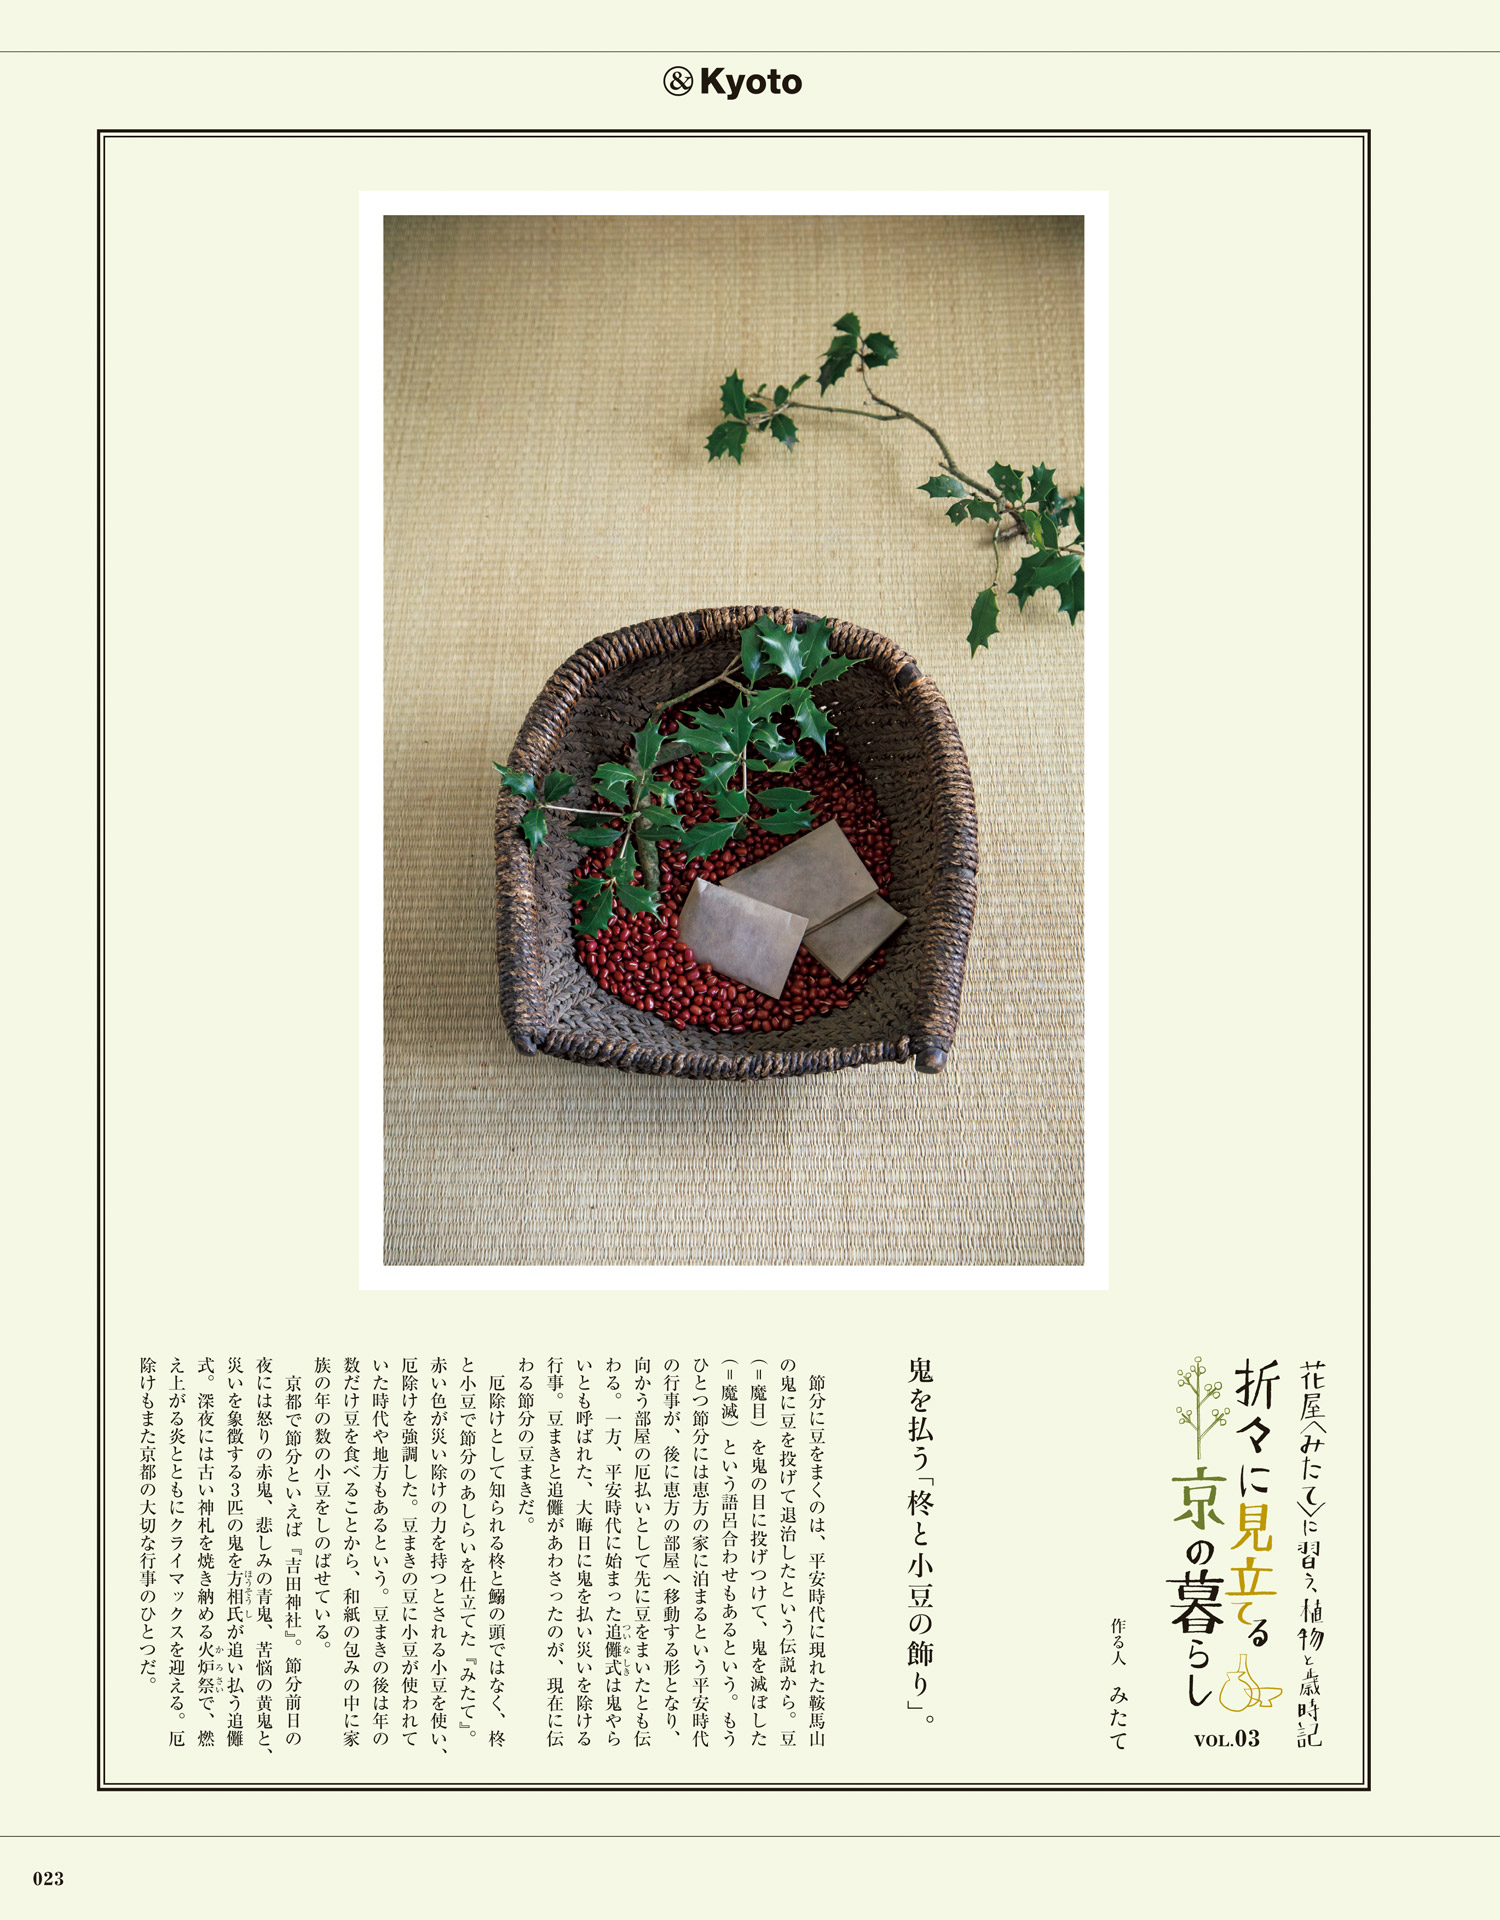 &Kyoto
花屋〈みたて〉に習う、植物と歳時記
折々に見立てる
京の暮らし
VOL.03
作る人 みたて
鬼を払う「柊と小豆の飾り」。
節分に豆をまくのは、平安時代に現れた鞍馬山
の鬼に豆を投げて退治したという伝説から。豆
(=魔目)を鬼の目に投げつけて、鬼を滅ぼした
(=魔滅)という語呂合わせもあるという。もう
ひとつ節分には恵方の家に泊まるという平安時代
の行事が、後に恵方の部屋へ移動する形となり、
向かう部屋の厄払いとして先に豆をまいたとも伝
わる。一方、平安時代に始まった追儺式は鬼やら
いとも呼ばれた、大晦日に鬼を払い災いを除ける
行事。豆まきと追儺があわさったのが、現在に伝
わる節分の豆まきだ。
厄除けとして知られる柊と鰯の頭ではなく、柊
と小豆で節分のあしらいを仕立てた『みたて』。
赤い色が災い除けの力を持つとされる小豆を使い、
厄除けを強調した。豆まきの豆に小豆が使われて
いた時代や地方もあるという。豆まきの後は年の
数だけ豆を食べることから、和紙の包みの中に家
族の年の数の小豆をしのばせている。
京都で節分といえば『吉田神社』。節分前日の
夜には怒りの赤鬼、悲しみの青鬼、苦悩の黄鬼と、
災いを象徴する3匹の鬼を方相氏が追い払う追儺
式。深夜には古い神札を焼き納める火炉祭で、燃
え上がる炎とともにクライマックスを迎える。厄
除けもまた京都の大切な行事のひとつだ。
ついなしき
ほうそうし
かろさい
023